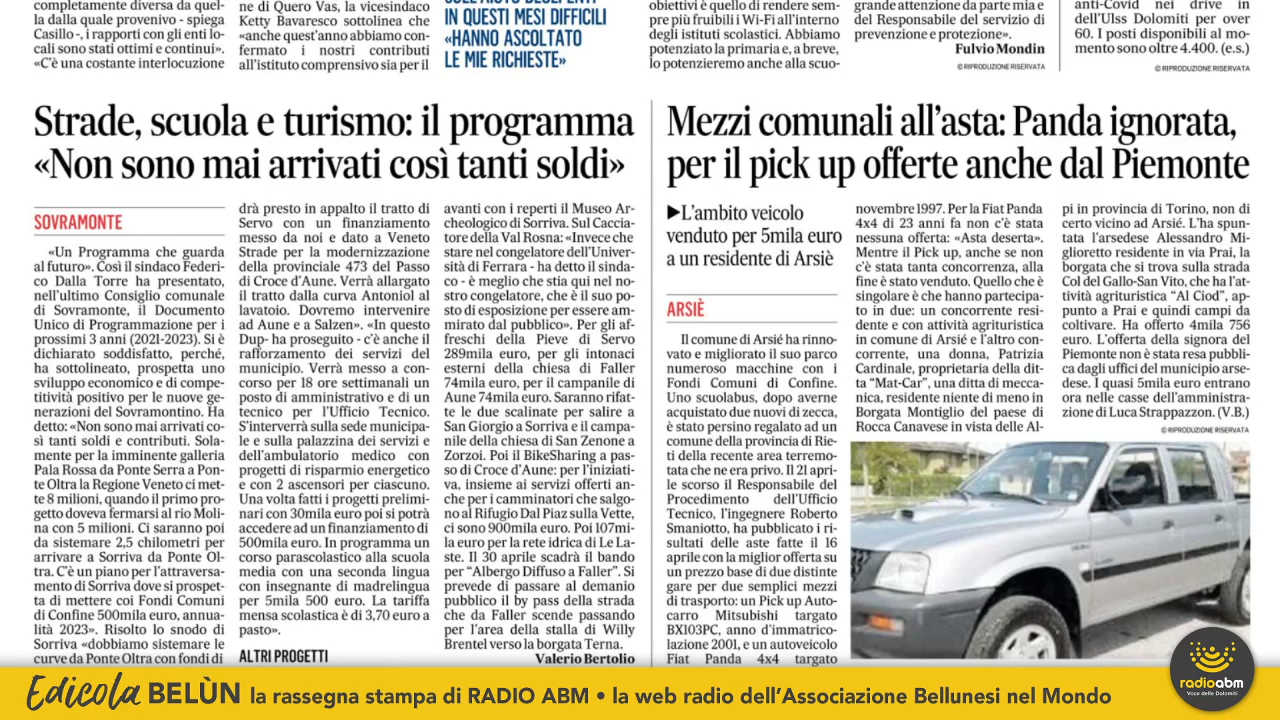 completamente diversa da quel-
la dalla quale provenivo - spiega
Casillo -, i rapporti con gli enti lo-
cali sono stati ottimi e continui».
«C'è una costante interlocuzione
ne di Quero Vas, la vicesindaco
Ketty Bavaresco sottolinea che
«anche quest'anno abbiamo con-
fermato i nostri contributi
all'istituto comprensivo sia per il
IN QUESTI MESI DIFFICILI
«HANNO ASCOLTATO
LE MIE RICHIESTE»
obiettivi è quello di rendere sem-
pre più fruibili i Wi-Fi all'interno
degli istituti scolastici. Abbiamo
potenziato la primaria e, a breve,
lo potenzieremo anche alla scuo-
grande attenzione da parte mia e
del Responsabile del servizio di
prevenzione e protezione».
Fulvio Mondin
© RIPRODUZIONE RISERVATA
anti-Covid nei drive in
dell'Ulss Dolomiti per over
60. I posti disponibili al mo-
mento sono oltre 4.400. (e.s.)
© RIPRODUZIONE RISERVATA
Strade, scuola e turismo: il programma
«Non sono mai arrivati così tanti soldi»
SOVRAMONTE
«Un Programma che guarda
al futuro». Così il sindaco Federi-
co Dalla Torre ha presentato,
nell'ultimo Consiglio comunale
di Sovramonte, il Documento
Unico di Programmazione per i
prossimi 3 anni (2021-2023). Si è
dichiarato soddisfatto, perché,
ha sottolineato, prospetta uno
sviluppo economico e di compe-
titività positivo per le nuove ge-
nerazioni del Sovramontino. Ha
detto: «Non sono mai arrivati co-
sì tanti soldi e contributi. Sola-
mente per la imminente galleria
Pala Rossa da Ponte Serra a Pon-
te Oltra la Regione Veneto ci met-
te 8 milioni, quando il primo pro-
getto doveva fermarsi al rio Moli-
na con 5 milioni. Ci saranno poi
da sistemare 2,5 chilometri per
arrivare a Sorriva da Ponte Ol-
tra. C'è un piano per l'attraversa-
mento di Sorriva dove si prospet-
ta di mettere coi Fondi Comuni
di Confine 500mila euro, annua-
lità 2023». Risolto lo snodo di
Sorriva «dobbiamo sistemare le
curve da Ponte Oltra con fondi di
drà presto in appalto il tratto di
Servo con un finanziamento
messo da noi e dato a Veneto
Strade per la modernizzazione
della provinciale 473 del Passo
di Croce d'Aune. Verrà allargato
il tratto dalla curva Antoniol al
lavatoio. Dovremo intervenire
ad Aune e a Salzen». «In questo
Dup- ha proseguito - c'è anche il
rafforzamento dei servizi del
municipio. Verrà messo a con-
corso per 18 ore settimanali un
posto di amministrativo e di un
tecnico per l'Ufficio Tecnico.
S'interverrà sulla sede municipa-
le e sulla palazzina dei servizi e
dell'ambulatorio medico con
progetti di risparmio energetico
e con 2 ascensori per ciascuno.
Una volta fatti i progetti prelimi-
nari con 30mila euro poi si potrà
accedere ad un finanziamento di
500mila euro. In programma un
corso parascolastico alla scuola
media con una seconda lingua
con insegnante di madrelingua
per 5mila 500 euro. La tariffa
mensa scolastica è di 3,70 euro a
pasto».
ALTRI PROGETTI
avanti con i reperti il Museo Ar-
cheologico di Sorriva. Sul Caccia-
tore della Val Rosna: «Invece che
stare nel congelatore dell'Univer-
sità di Ferrara - ha detto il sinda-
co - è meglio che stia qui nel no-
stro congelatore, che è il suo po-
sto di esposizione per essere am-
mirato dal pubblico». Per gli af-
freschi della Pieve di Servo
289mila euro, per gli intonaci
esterni della chiesa di Faller
74mila euro, per il campanile di
Aune 74mila euro. Saranno rifat-
te le due scalinate per salire a
San Giorgio a Sorriva e il campa-
nile della chiesa di San Zenone a
Zorzoi. Poi il BikeSharing a pas-
so di Croce d'Aune: per l'iniziati-
va, insieme ai servizi offerti an-
che per i camminatori che salgo-
no al Rifugio Dal Piaz sulla Vette,
ci sono 900mila euro. Poi 107mi-
la euro per la rete idrica di Le La-
ste. Il 30 aprile scadrà il bando
per “Albergo Diffuso a Faller”. Si
prevede di passare al demanio
pubblico il by pass della strada
che da Faller scende passando
per l'area della stalla di Willy
Brentel verso la borgata Terna.
Valerio Bertolio
Mezzi comunali all'asta: Panda ignorata,
per il pick up offerte anche dal Piemonte
►L'ambito veicolo
venduto per 5mila euro
a un residente di Arsiè
ARSIÈ
Il comune di Arsié ha rinno-
vato e migliorato il suo parco
numeroso macchine con i
Fondi Comuni di Confine.
Uno scuolabus, dopo averne
acquistato due nuovi di zecca,
è stato persino regalato ad un
comune della provincia di Rie-
ti della recente area terremo-
tata che ne era privo. Il 21 apri-
le scorso il Responsabile del
Procedimento dell'Ufficio
Tecnico, l'ingegnere Roberto
Smaniotto, ha pubblicato i ri-
sultati delle aste fatte il 16
aprile con la miglior offerta su
un prezzo base di due distinte
gare per due semplici mezzi
di trasporto: un Pick up Auto-
carro Mitsubishi targato
BX103PC, anno d'immatrico-
lazione 2001, e un autoveicolo
Fiat Panda 4x4 targato
novembre 1997. Per la Fiat Panda
4x4 di 23 anni fa non c'è stata
nessuna offerta: «Asta deserta».
Mentre il Pick up, anche se non
c'è stata tanta concorrenza, alla
fine è stato venduto. Quello che è
singolare è che hanno partecipa-
to in due: un concorrente resi-
dente e con attività agrituristica
in comune di Arsié e l'altro con-
corrente, una donna, Patrizia
Cardinale, proprietaria della dit-
ta “Mat-Car”, una ditta di mecca-
nica, residente niente di meno in
Borgata Montiglio del paese di
Rocca Canavese in vista delle Al-
pi in provincia di Torino, non di
certo vicino ad Arsié. L'ha spun-
tata l'arsedese Alessandro Mi-
glioretto residente in via Prai, la
borgata che si trova sulla strada
Col del Gallo-San Vito, che ha l'at-
tività agrituristica “Al Ciod”, ap-
punto a Prai e quindi campi da
coltivare. Ha offerto 4mila 756
euro. L'offerta della signora del
Piemonte non è stata resa pubbli-
ca dagli uffici del municipio arse-
dese. I quasi 5mila euro entrano
ora nelle casse dell'amministra-
zione di Luca Strappazzon. (V.B.)
© RIPRODUZIONE RISERVATA
Edicola BELÙN la rassegna stampa di RADIO ABM • la web radio dell'Associazione Bellunesi nel Mondo
radioabm
Voce delle Dolomiti